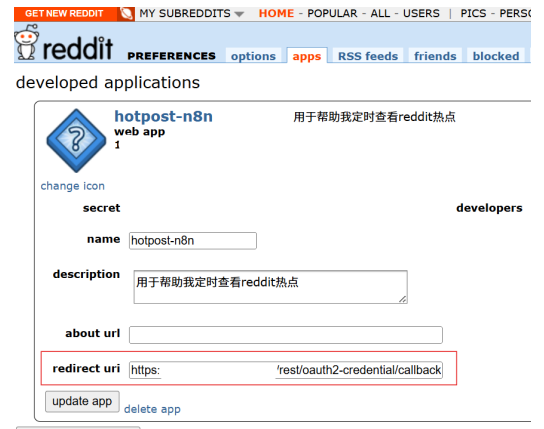 GET NEW REDDIT MY SUBREDDITS HOME - POPULAR - ALL - USERS | PICS - PERSO
reddit PREFERENCES options apps RSS feeds friends blocked
developed applications
hotpost-n8n 用于帮助我定时查看reddit热点
web app
1
change icon
secret developers
name hotpost-n8n
description 用于帮助我定时查看reddit热点
about url
redirect uri https: /rest/oauth2-credential/callback
update app delete app